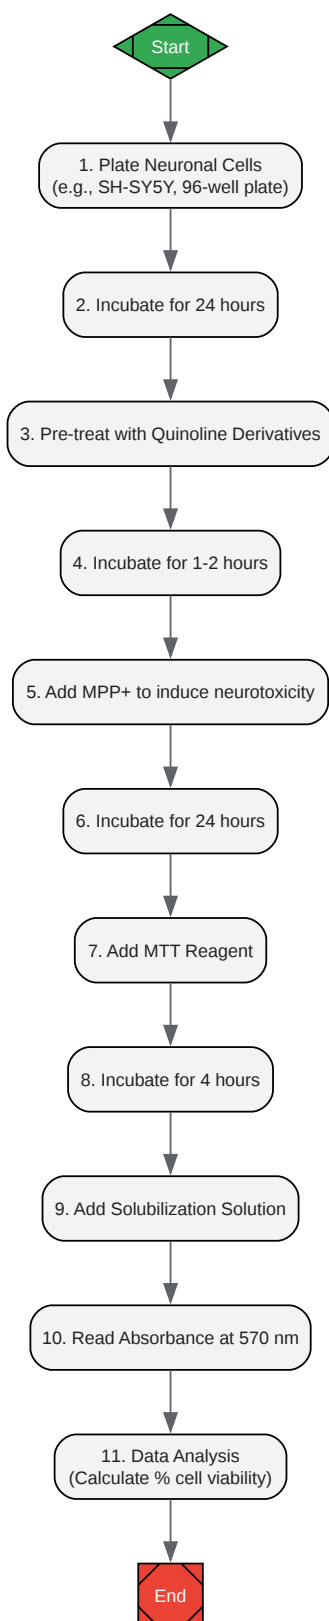 Start
1. Plate Neuronal Cells
(e.g., SH-SY5Y, 96-well plate)
2. Incubate for 24 hours
3. Pre-treat with Quinoline Derivatives
4. Incubate for 1-2 hours
5. Add MPP+ to induce neurotoxicity
6. Incubate for 24 hours
7. Add MTT Reagent
8. Incubate for 4 hours
9. Add Solubilization Solution
10. Read Absorbance at 570 nm
11. Data Analysis
(Calculate % cell viability)
End